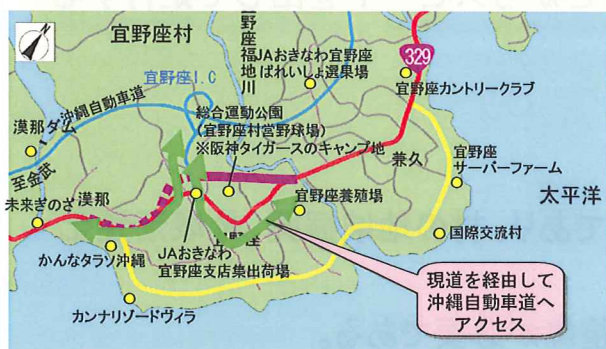 宜野座村
宜野座福地川
JAおきなわ宜野座
ばれいしょ選果場
329
宜野座カントリークラブ
宜野座I.C
沖縄自動車道
漢那ダム
総合運動公園
(宜野座村営野球場)
※阪神タイガースのキャンプ地
至金武
兼久
宜野座
サーバーファーム
太平洋
未来ぎのざ
漢那
宜野座養殖場
宜野座
国際交流村
かんなタラソ沖縄
JAおきなわ
宜野座支店集出荷場
カンナリゾードヴィラ
現道を経由して
沖縄自動車道へ
アクセス